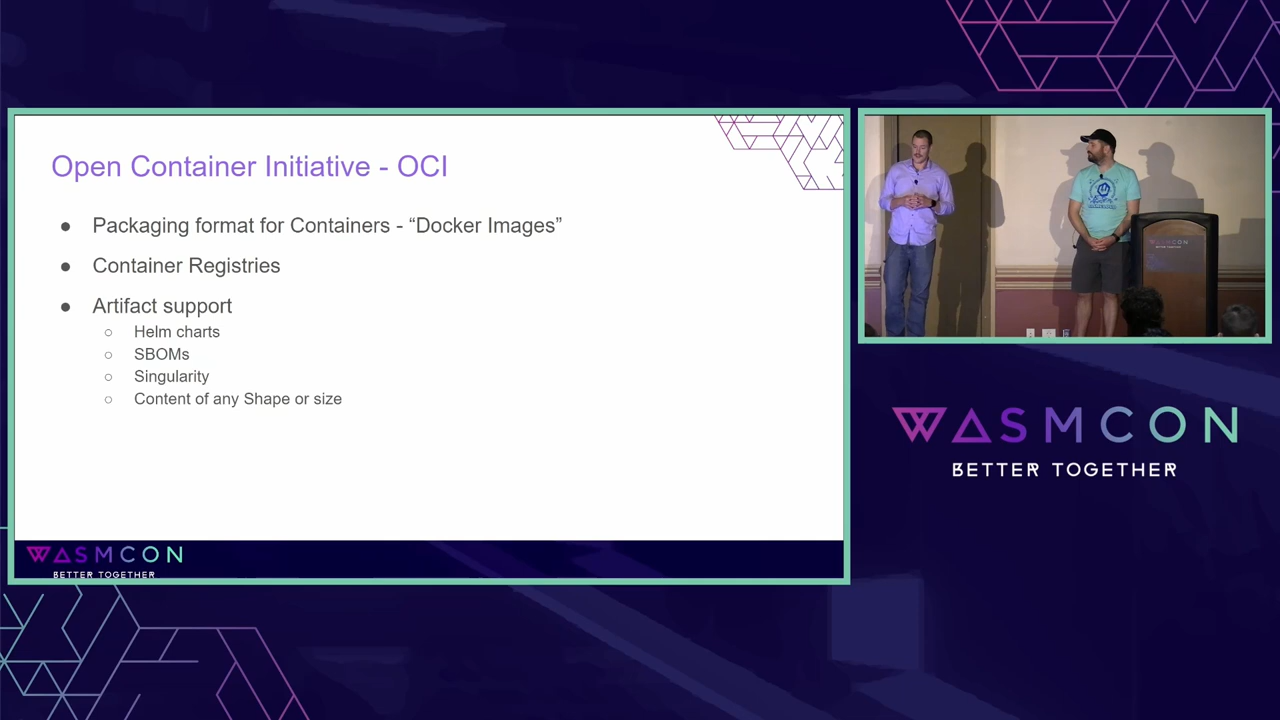 Open Container Initiative - OCI
● Packaging format for Containers - “Docker Images”
● Container Registries
● Artifact support
○ Helm charts
○ SBOMs
○ Singularity
○ Content of any Shape or size
WASMCON
BETTER TOGETHER
WASMCON
WASMCON
BETTER TOGETHER